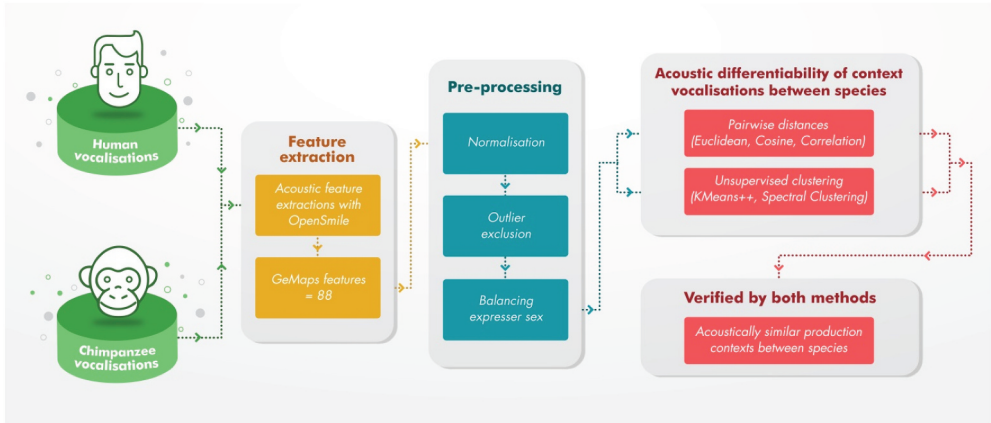 Human
vocalisations
Chimpanzee
vocalisations
Feature
extraction
Acoustic feature
extractions with
OpenSmile
GeMaps features
= 88
Pre-processing
Normalisation
Outlier
exclusion
Balancing
expresser sex
Acoustic differentiability of context
vocalisations between species
Pairwise distances
(Euclidean, Cosine, Correlation)
Unsupervised clustering
(KMeans++, Spectral Clustering)
Verified by both methods
Acoustically similar production
contexts between species